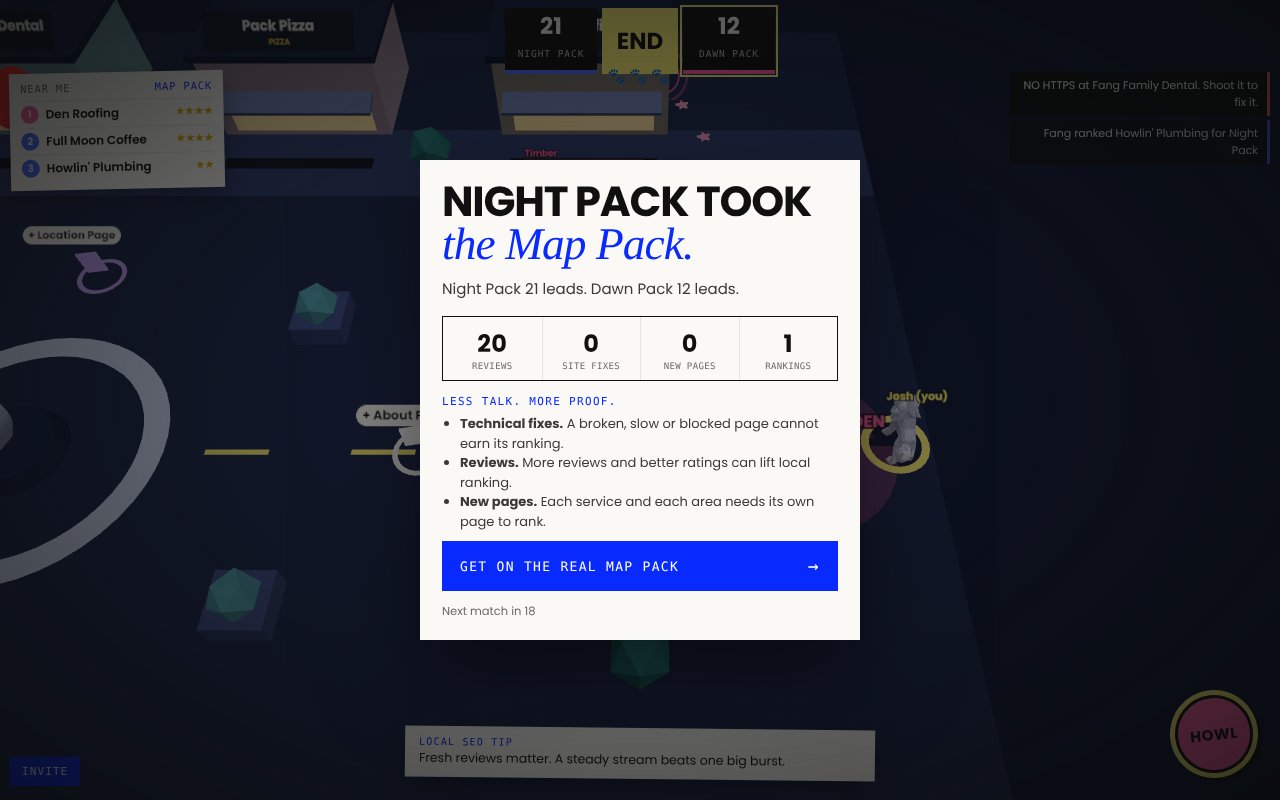 Dental
Pack Pizza
PIZZA
21
NIGHT PACK
END
12
DAWN PACK
NEAR ME
MAP PACK
1 Den Roofing ★★★★
2 Full Moon Coffee ★★★★
3 Howlin' Plumbing ★★
NO HTTPS at Fang Family Dental. Shoot it to
fix it.
Fang ranked Howlin' Plumbing for Night
Pack
Timber
+ Location Page
NIGHT PACK TOOK
the Map Pack.
Night Pack 21 leads. Dawn Pack 12 leads.
20
REVIEWS
0
SITE FIXES
0
NEW PAGES
1
RANKINGS
LESS TALK. MORE PROOF.
• Technical fixes. A broken, slow or blocked page cannot
earn its ranking.
• Reviews. More reviews and better ratings can lift local
ranking.
• New pages. Each service and each area needs its own
page to rank.
GET ON THE REAL MAP PACK →
Next match in 18
+ About
Josh (you)
DEN
LOCAL SEO TIP
Fresh reviews matter. A steady stream beats one big burst.
INVITE
HOWL